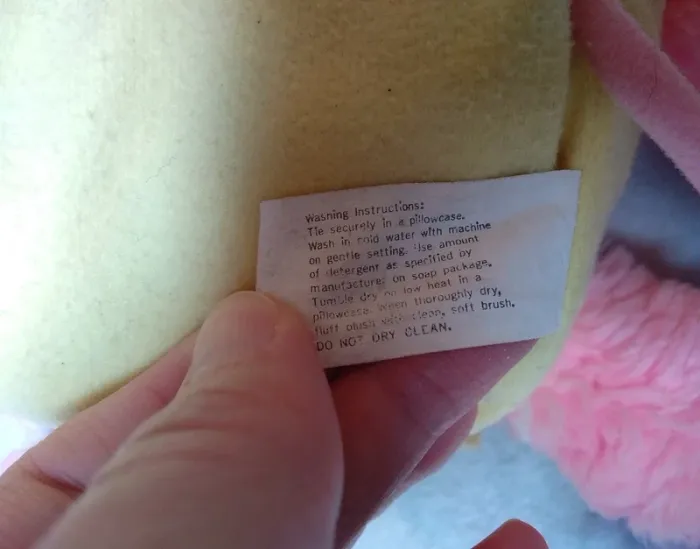 Washing Instructions:
Tie securely in a pillowcase.
Wash in cold water with machine
on gentle setting. Use amount
of detergent as specified by
manufacturer on soap package.
Tumble dry on low heat in a
pillowcase. When thoroughly dry,
fluff plush with clean, soft brush.
DO NOT DRY CLEAN.